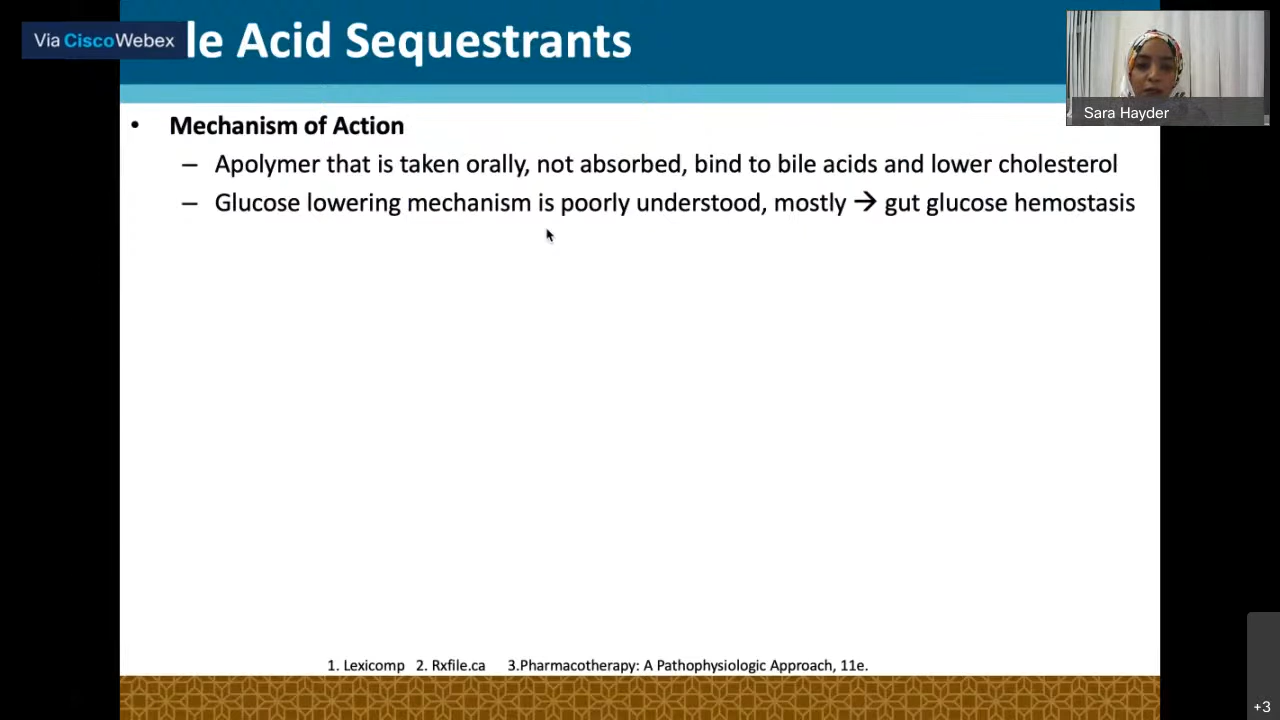 Via CiscoWebex
le Acid Sequestrants
Sara Hayder
• Mechanism of Action
– Apolymer that is taken orally, not absorbed, bind to bile acids and lower cholesterol
– Glucose lowering mechanism is poorly understood, mostly → gut glucose hemostasis
1. Lexicomp 2. Rxfile.ca 3.Pharmacotherapy: A Pathophysiologic Approach, 11e.
+3